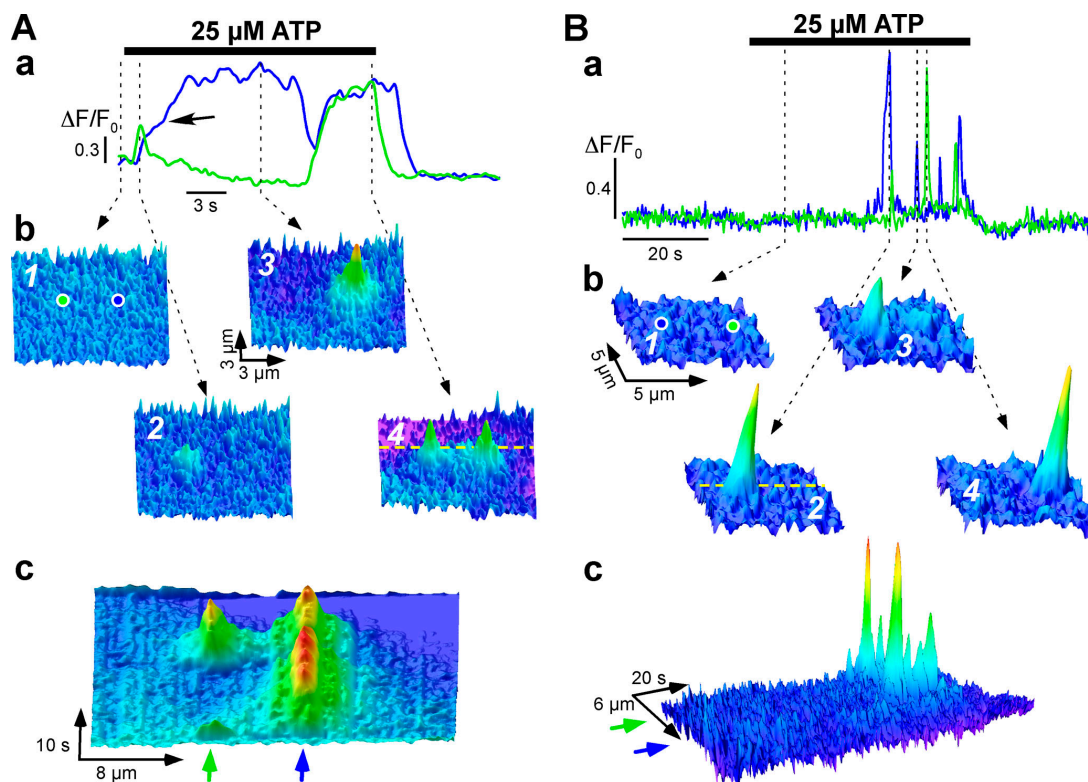 A
25 µM ATP
a
ΔF/F0
0.3
3 s
b
1
3
3 µm
3 µm
2
4
c
10 s
8 µm
B
25 µM ATP
a
ΔF/F0
0.4
20 s
b
1
3
5 µm
5 µm
2
4
c
20 s
6 µm